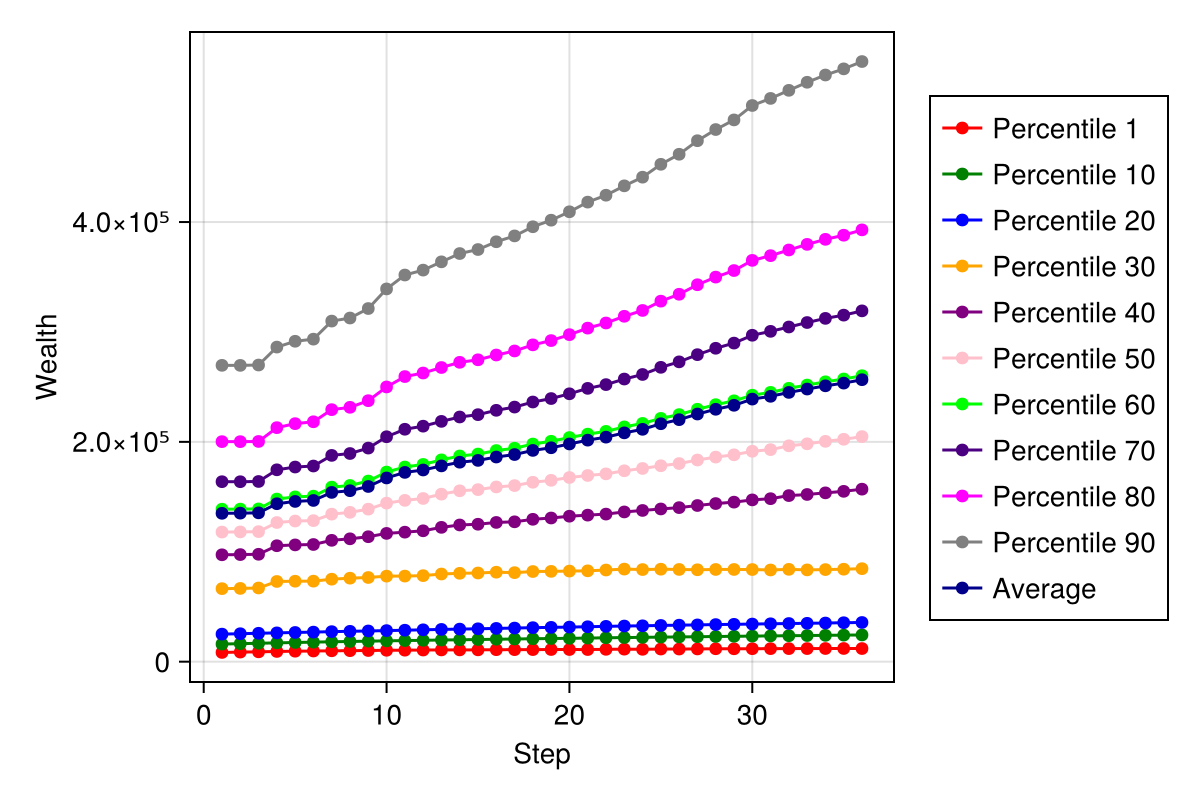 Percentile 1
Percentile 10
Percentile 20
Percentile 30
Percentile 40
Percentile 50
Percentile 60
Percentile 70
Percentile 80
Percentile 90
Average
4.0×10⁵
2.0×10⁵
0
Wealth
0 10 20 30
Step